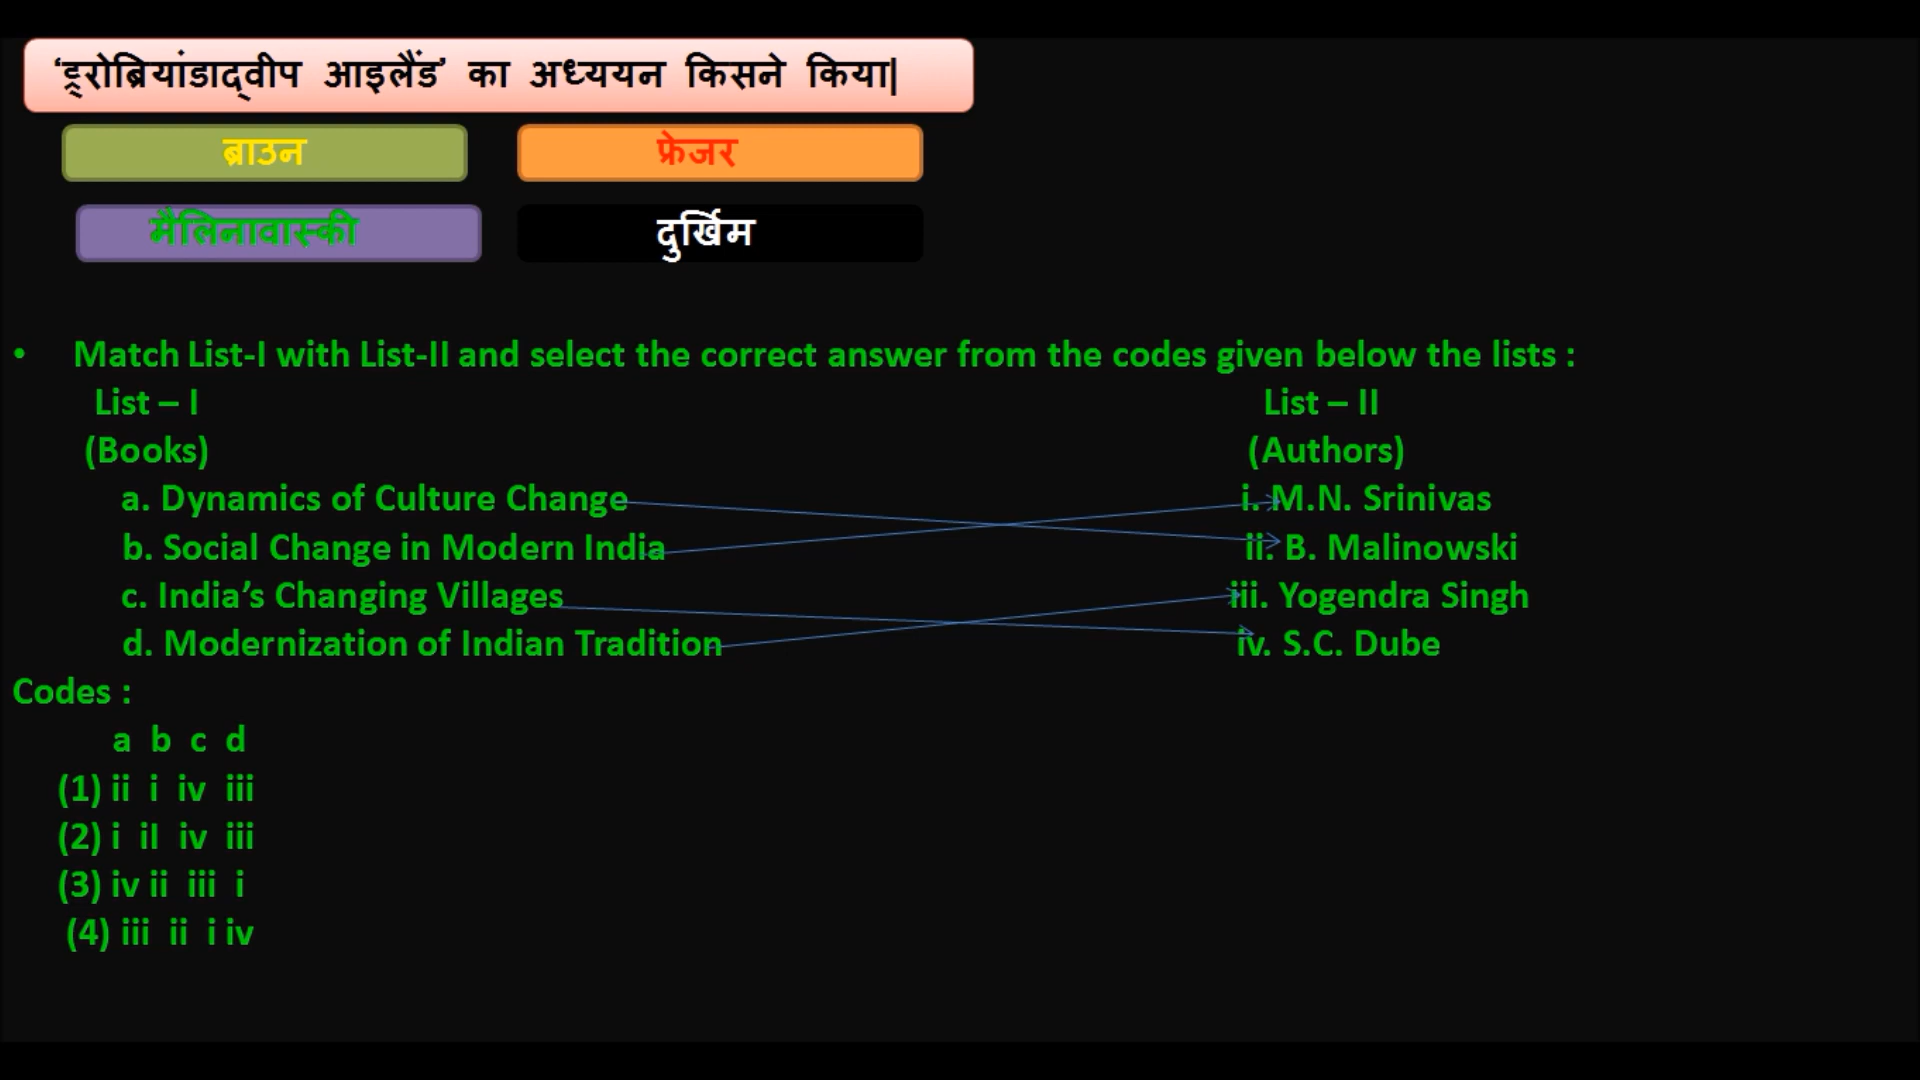 ‘ड्रोब्रियांडाद्वीप आइलैंड’ का अध्ययन किसने किया|
ब्राउन
फ्रेजर
मैलिनावास्की
दुर्खिम
• Match List-I with List-II and select the correct answer from the codes given below the lists :
List – I List – II
(Books) (Authors)
a. Dynamics of Culture Change i. M.N. Srinivas
b. Social Change in Modern India ii. B. Malinowski
c. India’s Changing Villages iii. Yogendra Singh
d. Modernization of Indian Tradition iv. S.C. Dube
Codes :
a b c d
(1) ii i iv iii
(2) i iI iv iii
(3) iv ii iii i
(4) iii ii i iv